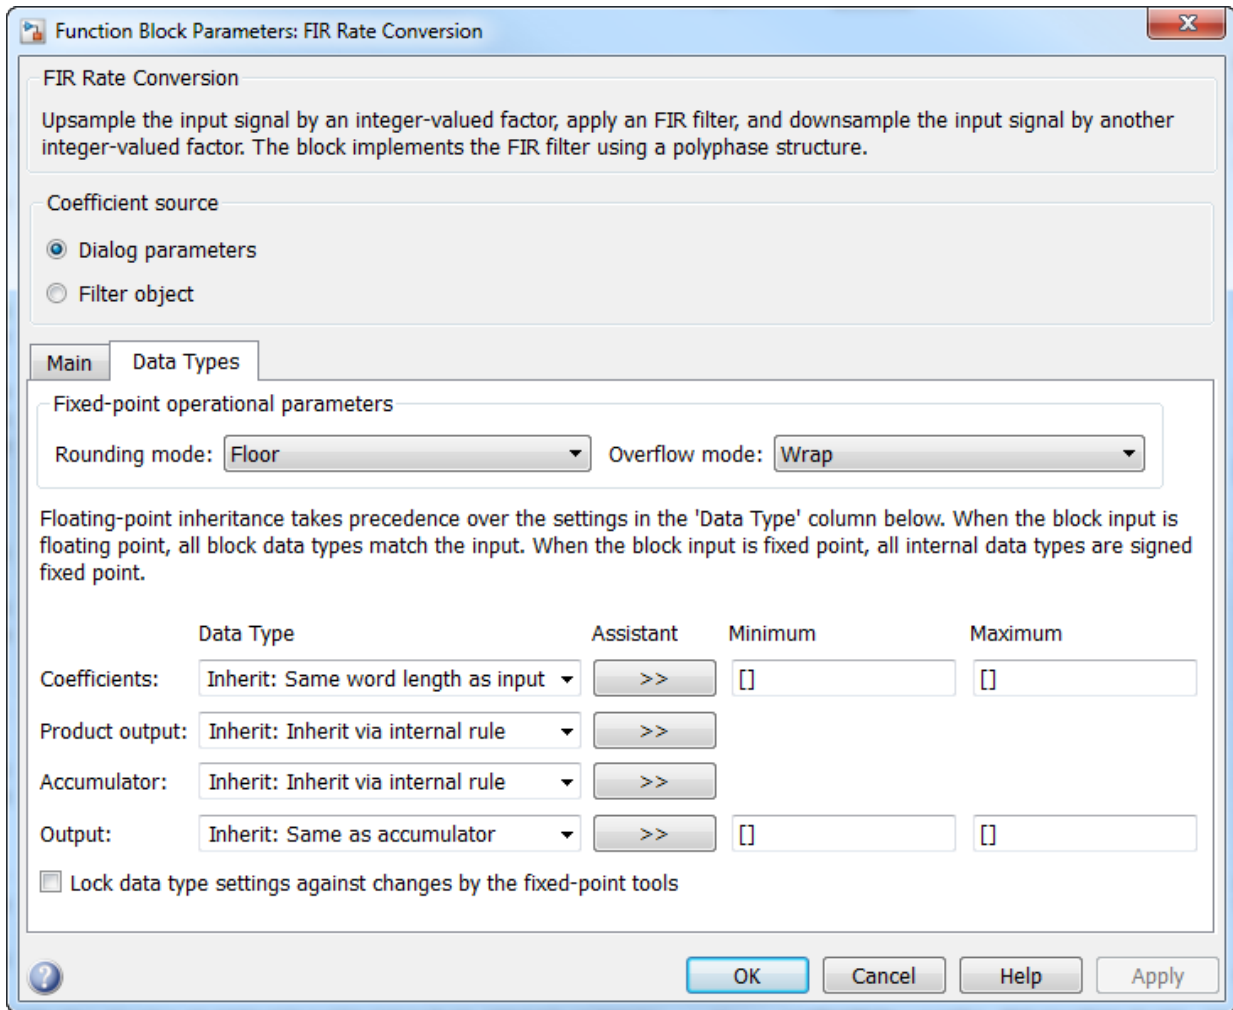 Function Block Parameters: FIR Rate Conversion
X
FIR Rate Conversion
Upsample the input signal by an integer-valued factor, apply an FIR filter, and downsample the input signal by another
integer-valued factor. The block implements the FIR filter using a polyphase structure.
Coefficient source
Dialog parameters
Filter object
Main Data Types
Fixed-point operational parameters
Rounding mode: Floor Overflow mode: Wrap
Floating-point inheritance takes precedence over the settings in the 'Data Type' column below. When the block input is
floating point, all block data types match the input. When the block input is fixed point, all internal data types are signed
fixed point.
Data Type Assistant Minimum Maximum
Coefficients: Inherit: Same word length as input >> [] []
Product output: Inherit: Inherit via internal rule >>
Accumulator: Inherit: Inherit via internal rule >>
Output: Inherit: Same as accumulator >> [] []
Lock data type settings against changes by the fixed-point tools
? OK Cancel Help Apply